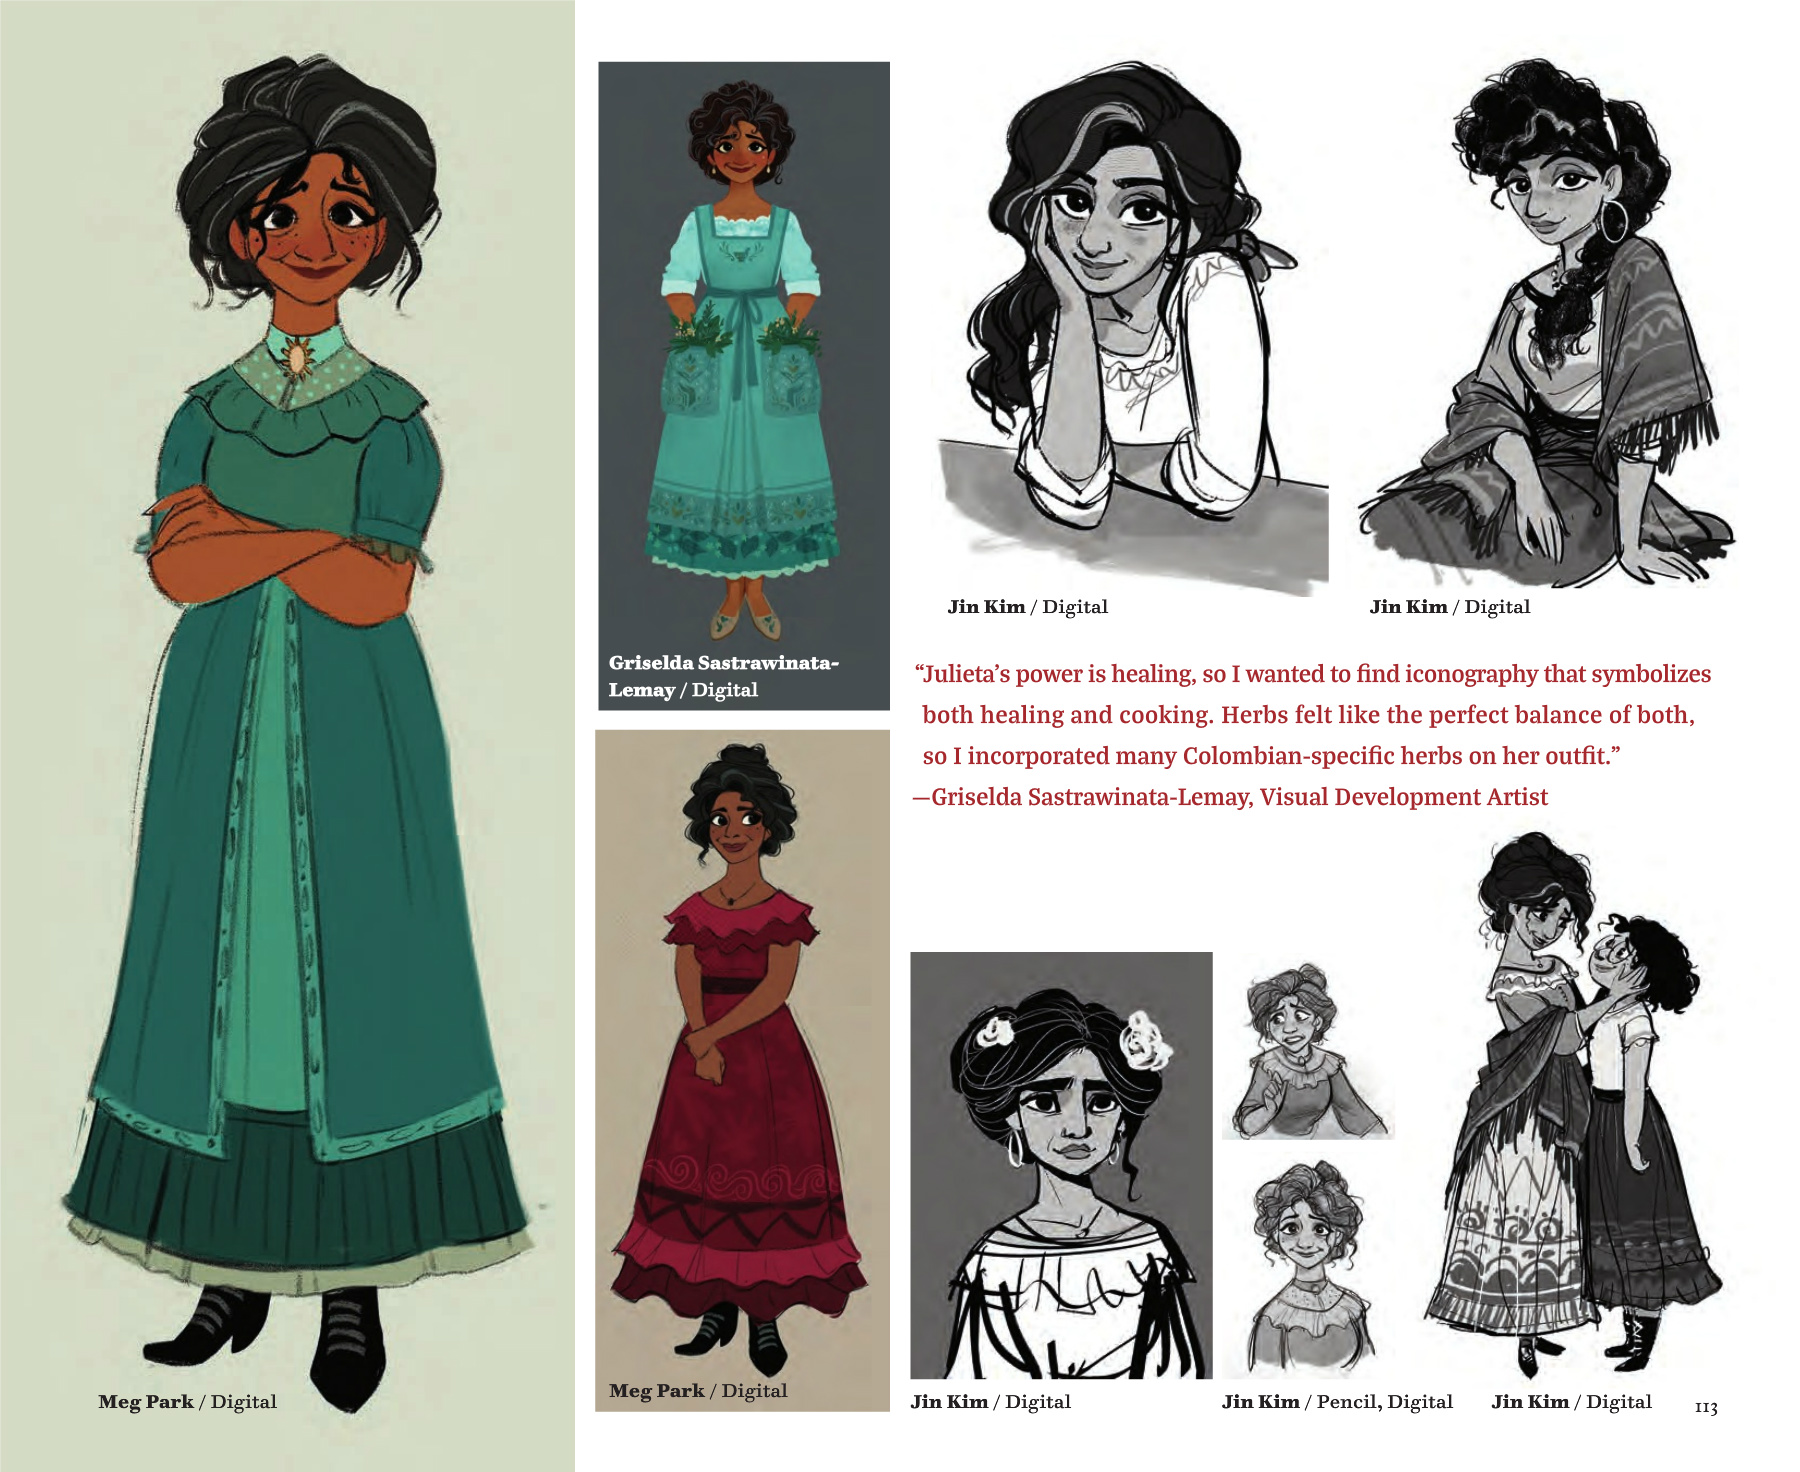 Jin Kim / Digital
Jin Kim / Digital
Griselda Sastrawinata-
Lemay / Digital
“Julieta’s power is healing, so I wanted to find iconography that symbolizes
both healing and cooking. Herbs felt like the perfect balance of both,
so I incorporated many Colombian-specific herbs on her outfit.”
—Griselda Sastrawinata-Lemay, Visual Development Artist
Meg Park / Digital
Meg Park / Digital
Jin Kim / Digital
Jin Kim / Pencil, Digital
Jin Kim / Digital
113